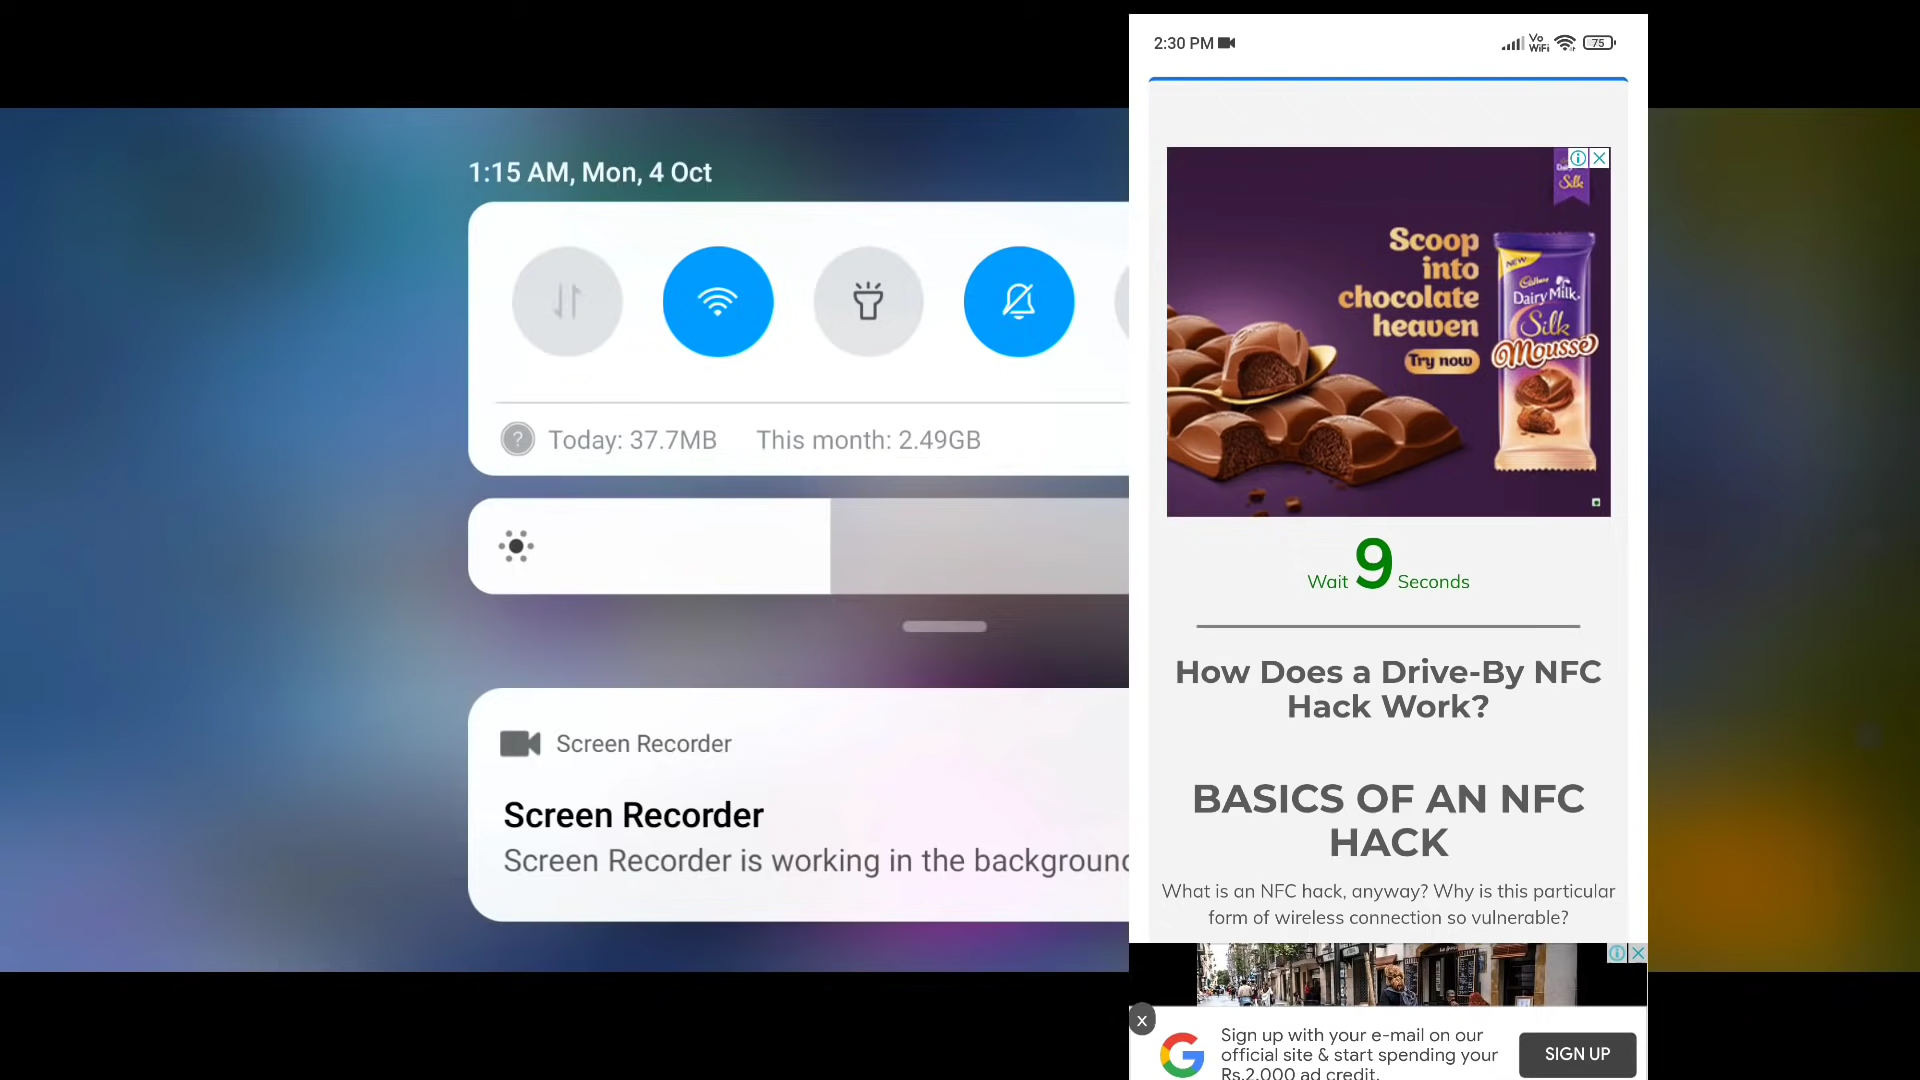 1:15 AM, Mon, 4 Oct
Today: 37.7MB This month: 2.49GB
Screen Recorder
Screen Recorder
Screen Recorder is working in the background
2:30 PM
Vo
WiFi
75
Silk
Scoop
into
chocolate
heaven
Try now
NEW
Cadbury
Dairy Milk
Silk
Mousse
Wait 9 Seconds
How Does a Drive-By NFC
Hack Work?
BASICS OF AN NFC
HACK
What is an NFC hack, anyway? Why is this particular
form of wireless connection so vulnerable?
x
Sign up with your e-mail on our
official site & start spending your
Rs.2,000 ad credit.
SIGN UP